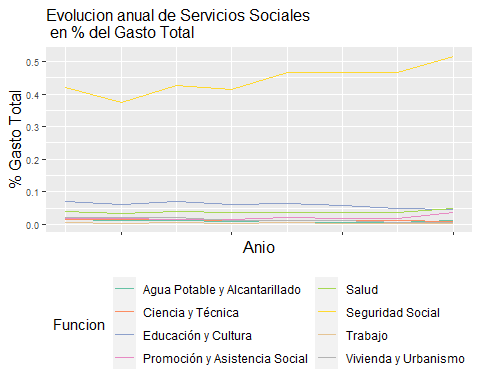 Evolucion anual de Servicios Sociales
en % del Gasto Total
% Gasto Total
0.5
0.4
0.3
0.2
0.1
0.0
Anio
Funcion
Agua Potable y Alcantarillado
Ciencia y Técnica
Educación y Cultura
Promoción y Asistencia Social
Salud
Seguridad Social
Trabajo
Vivienda y Urbanismo